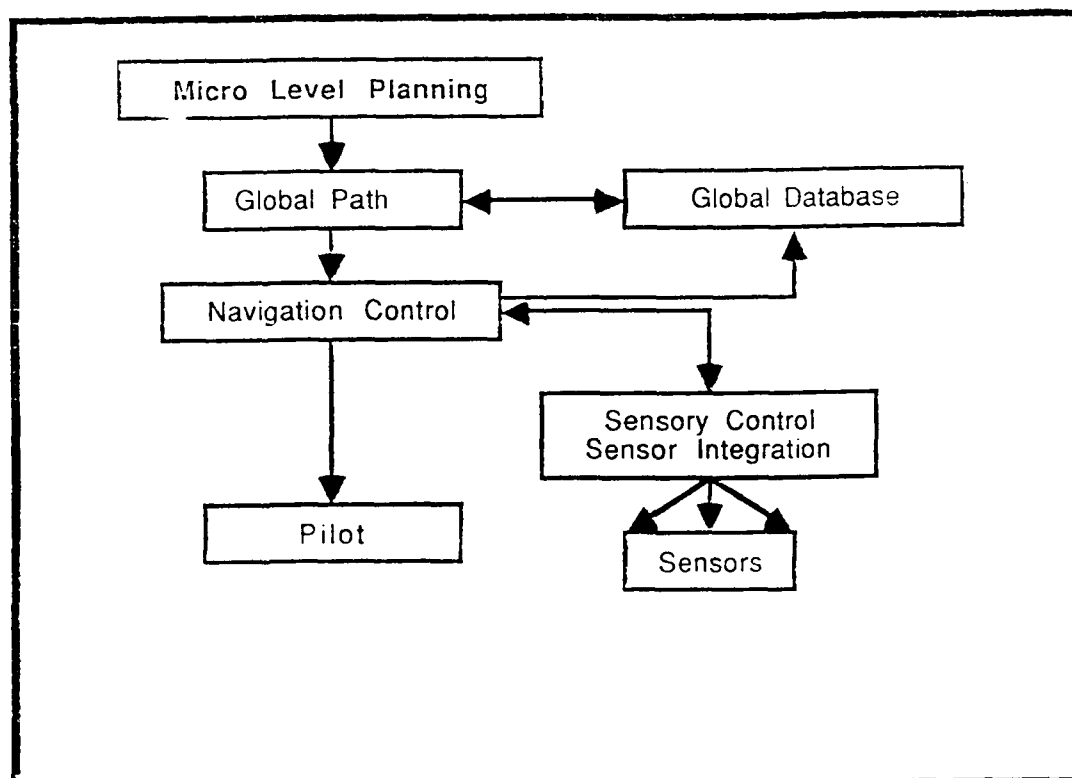 Micro Level Planning
Global Path
Global Database
Navigation Control
Sensory Control
Sensor Integration
Pilot
Sensors